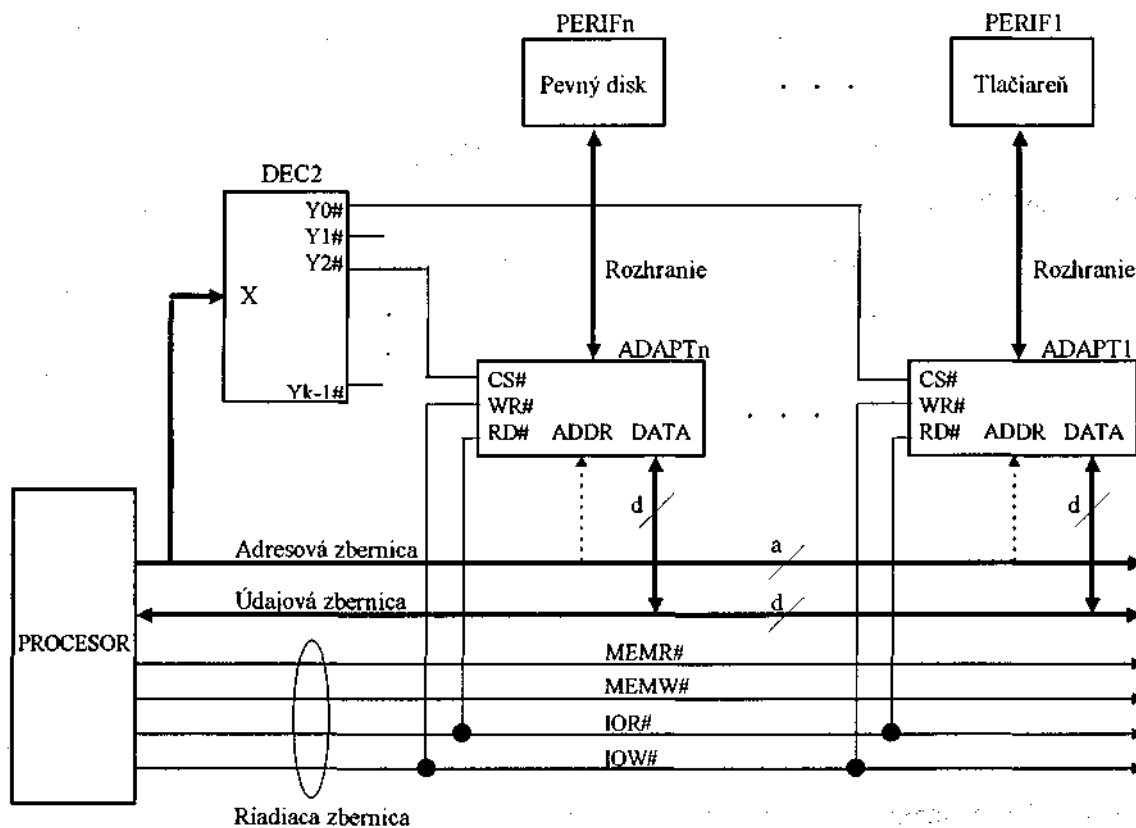 PERIFn
PERIF1
Pevný disk
. . .
Tlačiareň
DEC2
Y0#
Y1#
Y2#
X
Yk-1#
Rozhranie
Rozhranie
ADAPTn
ADAPT1
CS#
WR#
RD# ADDR DATA
. . .
CS#
WR#
RD# ADDR DATA
d
d
Adresová zbernica
a
Údajová zbernica
d
PROCESOR
MEMR#
MEMW#
IOR#
IOW#
Riadiaca zbernica